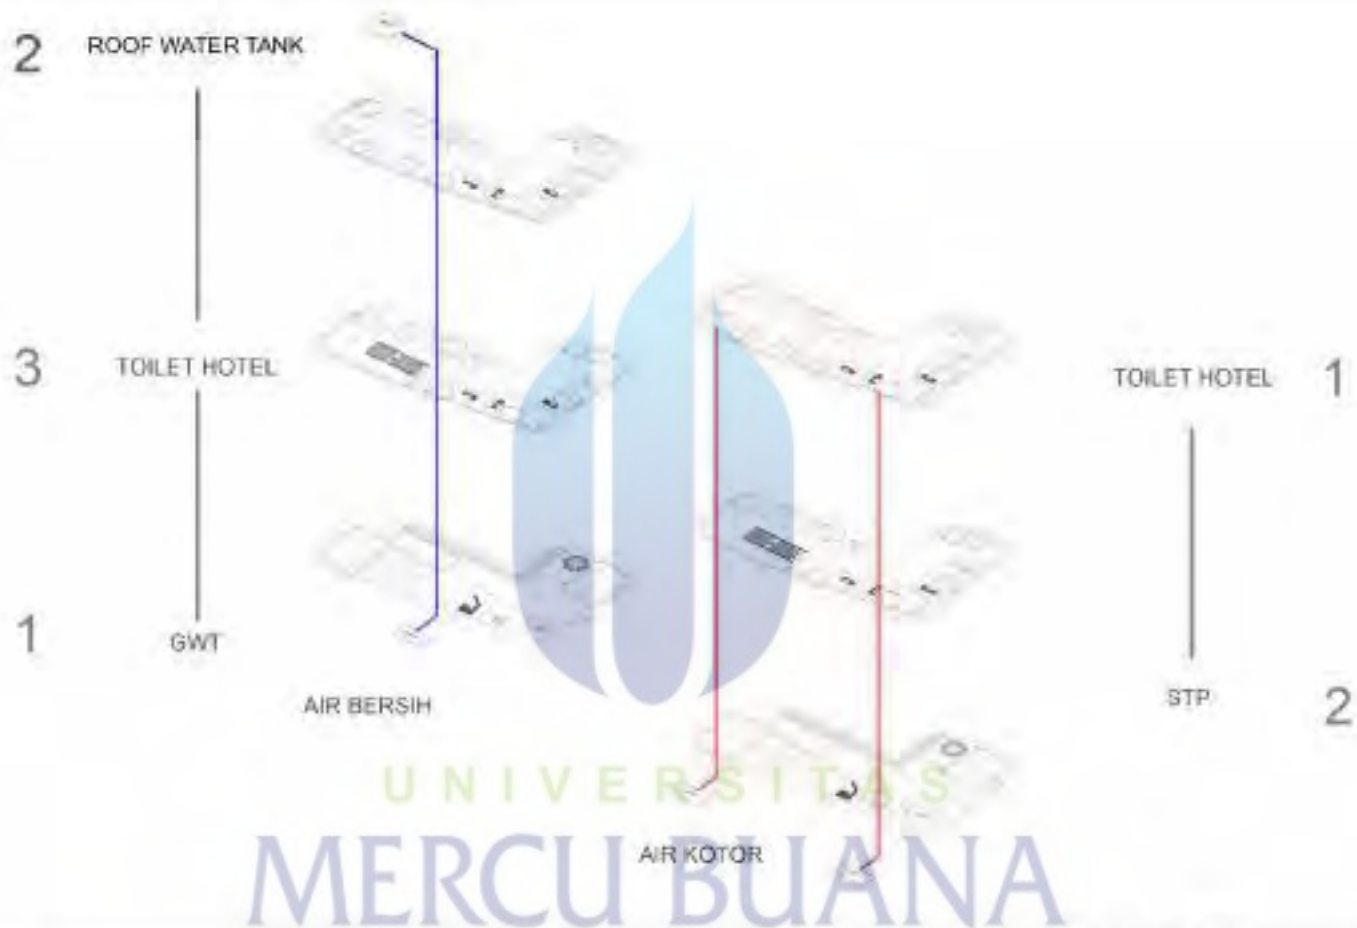 2 ROOF WATER TANK
3 TOILET HOTEL
1 GWT
AIR BERSIH
TOILET HOTEL 1
STP 2
AIR KOTOR
UNIVERSITAS
MERCU BUANA